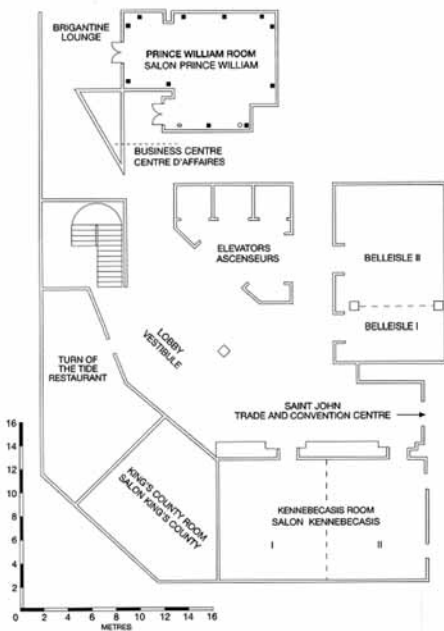 BRIGANTINE
LOUNGE
PRINCE WILLIAM ROOM
SALON PRINCE WILLIAM
BUSINESS CENTRE
CENTRE D'AFFAIRES
ELEVATORS
ASCENSEURS
BELLEISLE II
BELLEISLE I
LOBBY
VESTIBULE
TURN OF
THE TIDE
RESTAURANT
SAINT JOHN
TRADE AND CONVENTION CENTRE
KING'S COUNTY ROOM
SALON KING'S COUNTY
KENNEBECASIS ROOM
SALON KENNEBECASIS
I II
16
14
12
10
8
6
4
2
2 4 6 8 10 12 14 16
METRES